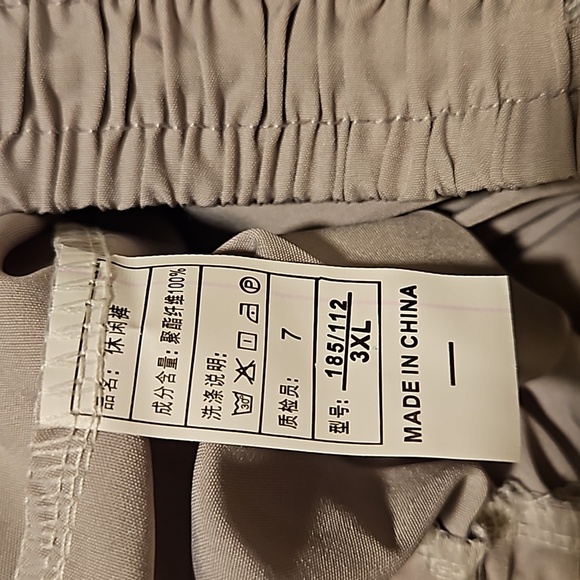 品名：休闲裤
成分含量：聚酯纤维100%
洗涤说明：
30
P
质检员：7
型号：185/112
3XL
MADE IN CHINA